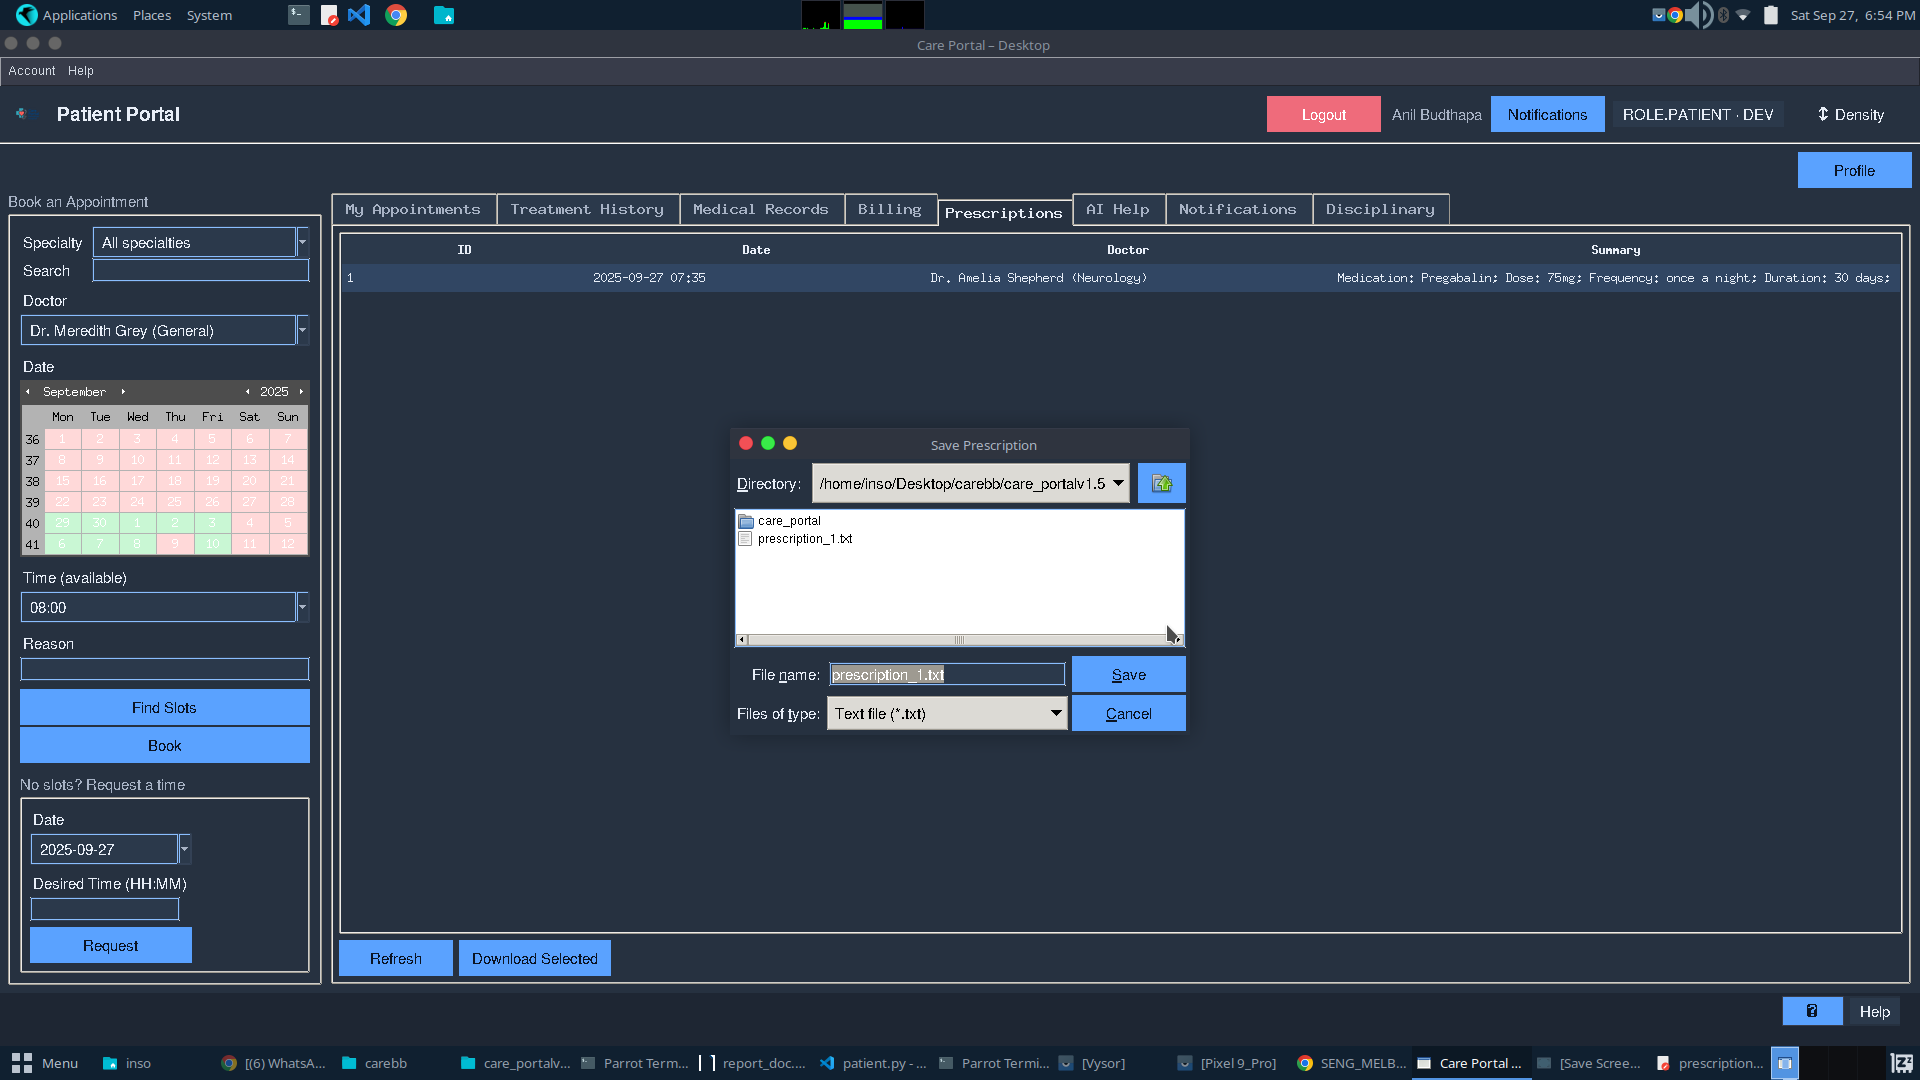 Applications Places System
Sat Sep 27, 6:54 PM
Care Portal – Desktop
Account Help
Patient Portal
Logout
Anil Budthapa
Notifications
ROLE.PATIENT · DEV
Density
Profile
Book an Appointment
Specialty All specialties
Search
Doctor
Dr. Meredith Grey (General)
Date
September 2025
Mon Tue Wed Thu Fri Sat Sun
36 1 2 3 4 5 6 7
37 8 9 10 11 12 13 14
38 15 16 17 18 19 20 21
39 22 23 24 25 26 27 28
40 29 30 1 2 3 4 5
41 6 7 8 9 10 11 12
Time (available)
08:00
Reason
Find Slots
Book
No slots? Request a time
Date
2025-09-27
Desired Time (HH:MM)
Request
My Appointments Treatment History Medical Records Billing Prescriptions AI Help Notifications Disciplinary
ID Date Doctor Summary
1 2025-09-27 07:35 Dr. Amelia Shepherd (Neurology) Medication: Pregabalin; Dose: 75mg; Frequency: once a night; Duration: 30 days;
Save Prescription
Directory: /home/inso/Desktop/carebb/care_portalv1.5
care_portal
prescription_1.txt
File name: prescription_1.txt Save
Files of type: Text file (*.txt) Cancel
Refresh Download Selected
? Help
Menu inso [(6) WhatsA... carebb care_portalv... Parrot Term... report_doc.... patient.py - ... Parrot Termi... [Vysor] [Pixel 9_Pro] SENG_MELB... Care Portal ... [Save Scree... prescription...